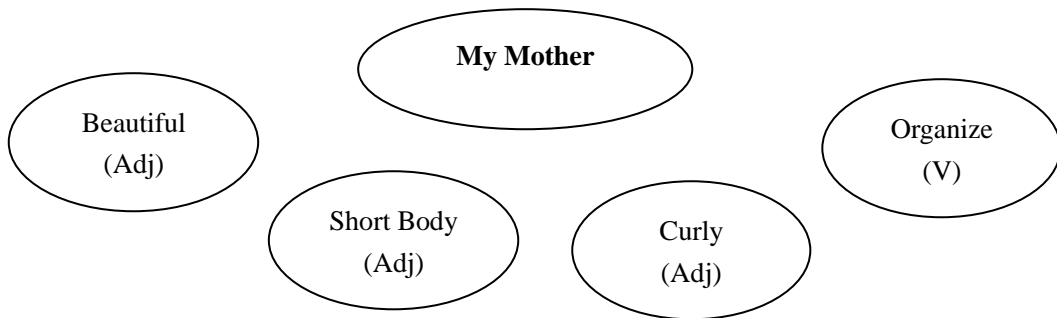 My Mother
Beautiful
(Adj)
Organize
(V)
Short Body
(Adj)
Curly
(Adj)